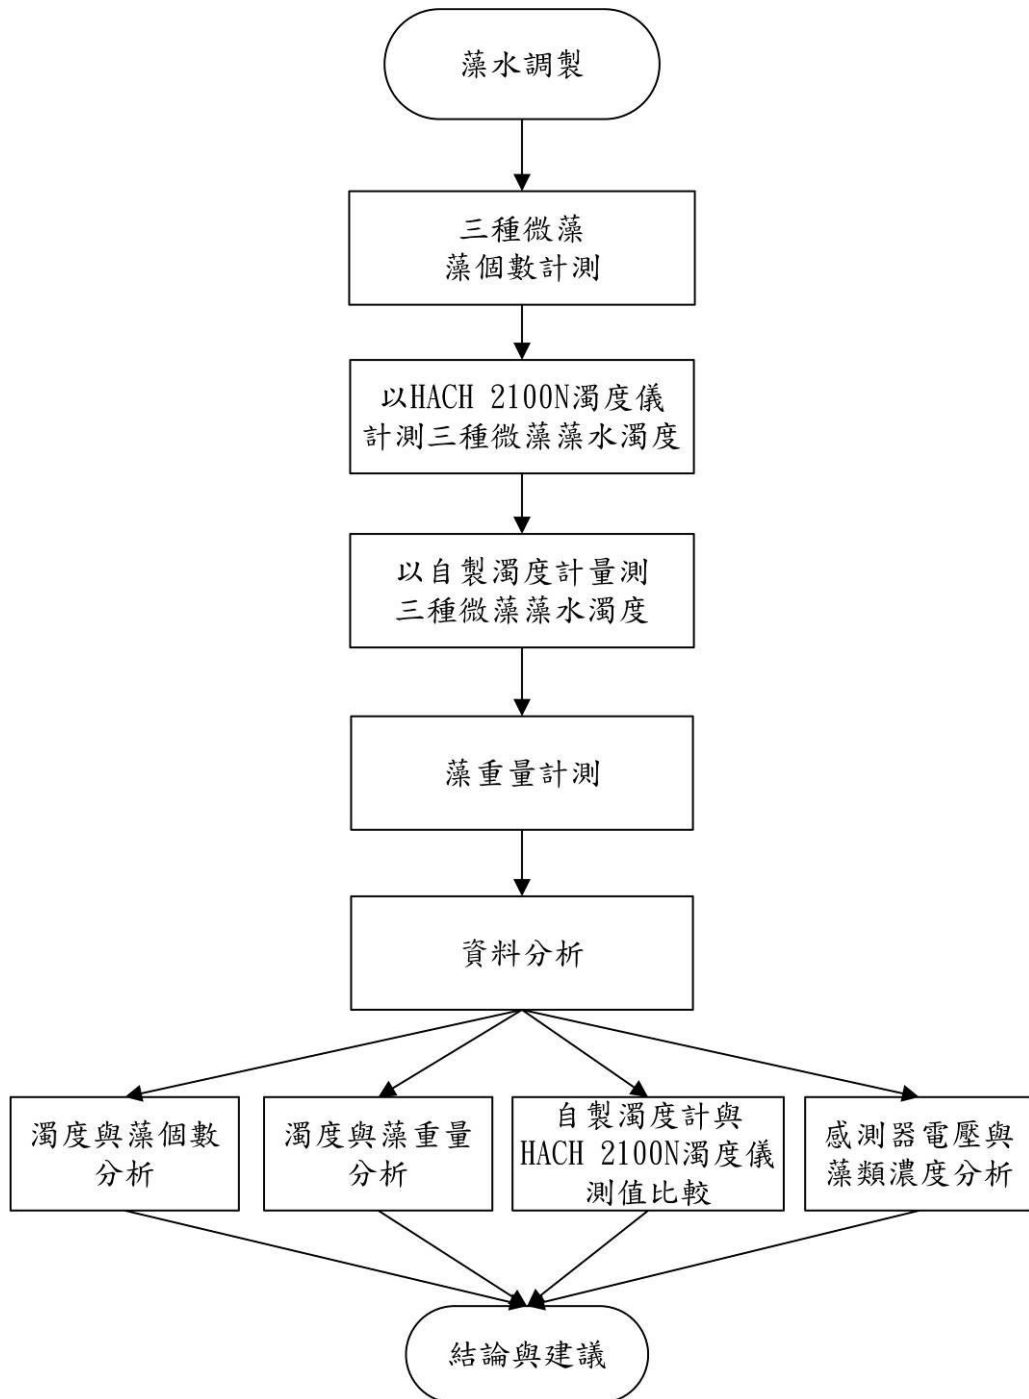 藻水調製
三種微藻
藻個數計測
以HACH 2100N濁度儀
計測三種微藻藻水濁度
以自製濁度計量測
三種微藻藻水濁度
藻重量計測
資料分析
濁度與藻個數
分析
濁度與藻重量
分析
自製濁度計與
HACH 2100N濁度儀
測值比較
感測器電壓與
藻類濃度分析
結論與建議